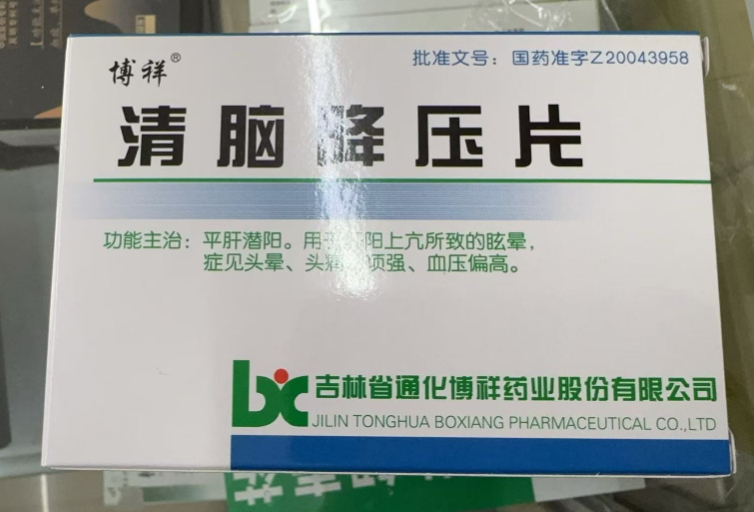 博祥®
批准文号：国药准字Z20043958
清脑降压片
功能主治：平肝潜阳。用于 阳上亢所致的眩晕，
症见头晕、头痛、项强、血压偏高。
bx
吉林省通化博祥药业股份有限公司
JILIN TONGHUA BOXIANG PHARMACEUTICAL CO.,LTD